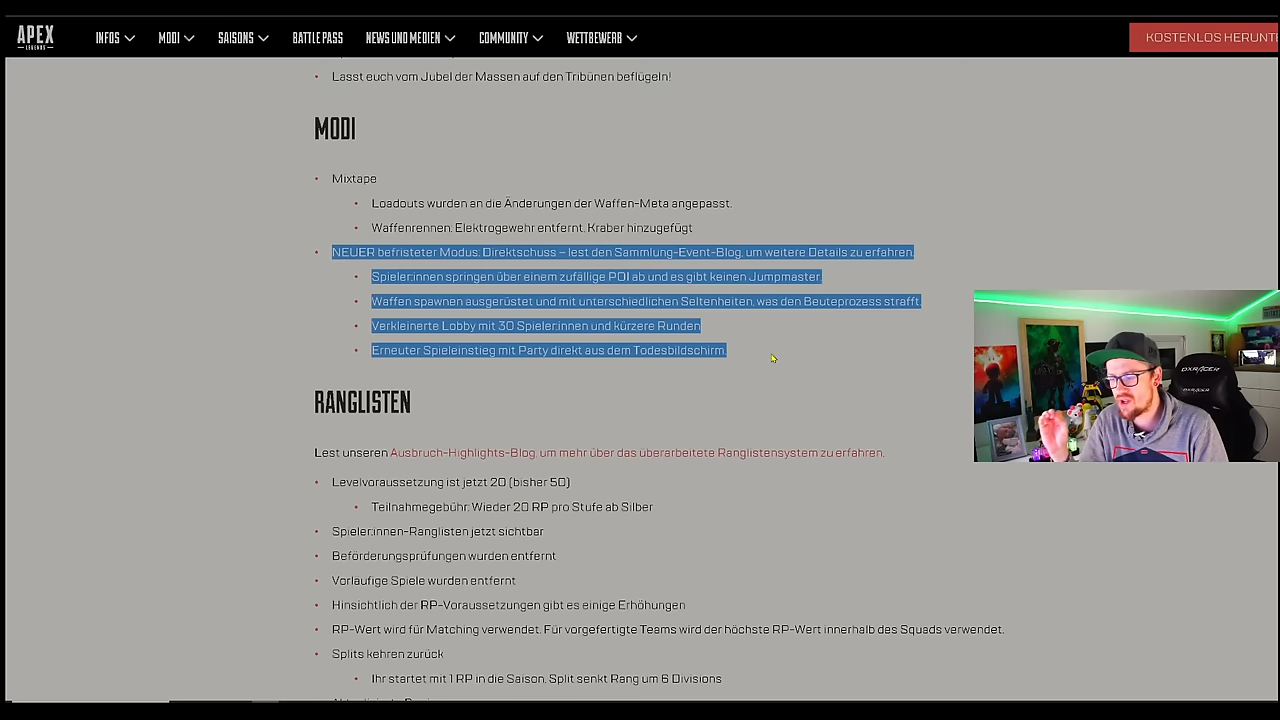 APEX
LEGENDS
INFOS
MODI
SAISONS
BATTLE PASS
NEWS UND MEDIEN
COMMUNITY
WETTBEWERB
KOSTENLOS HERUNT
Lasst euch vom Jubel der Massen auf den Tribünen beflügeln!
MODI
Mixtape
Loadouts wurden an die Änderungen der Waffen-Meta angepasst.
Waffenrennen: Elektrogewehr entfernt, Kraber hinzugefügt
NEUER befristeter Modus: Direktschuss – lest den Sammlung-Event-Blog, um weitere Details zu erfahren.
Spieler:innen springen über einem zufällige POI ab und es gibt keinen Jumpmaster.
Waffen spawnen ausgerüstet und mit unterschiedlichen Seltenheiten, was den Beuteprozess strafft.
Verkleinerte Lobby mit 30 Spieler:innen und kürzere Runden
Erneuter Spieleinstieg mit Party direkt aus dem Todesbildschirm.
RANGLISTEN
Lest unseren Ausbruch-Highlights-Blog, um mehr über das überarbeitete Ranglistensystem zu erfahren.
Levelvoraussetzung ist jetzt 20 (bisher 50)
Teilnahmegebühr: Wieder 20 RP pro Stufe ab Silber
Spieler:innen-Ranglisten jetzt sichtbar
Beförderungsprüfungen wurden entfernt
Vorläufige Spiele wurden entfernt
Hinsichtlich der RP-Voraussetzungen gibt es einige Erhöhungen
RP-Wert wird für Matching verwendet. Für vorgefertigte Teams wird der höchste RP-Wert innerhalb des Squads verwendet.
Splits kehren zurück
Ihr startet mit 1 RP in die Saison. Split senkt Rang um 6 Divisions
DXRACER
DXRACER